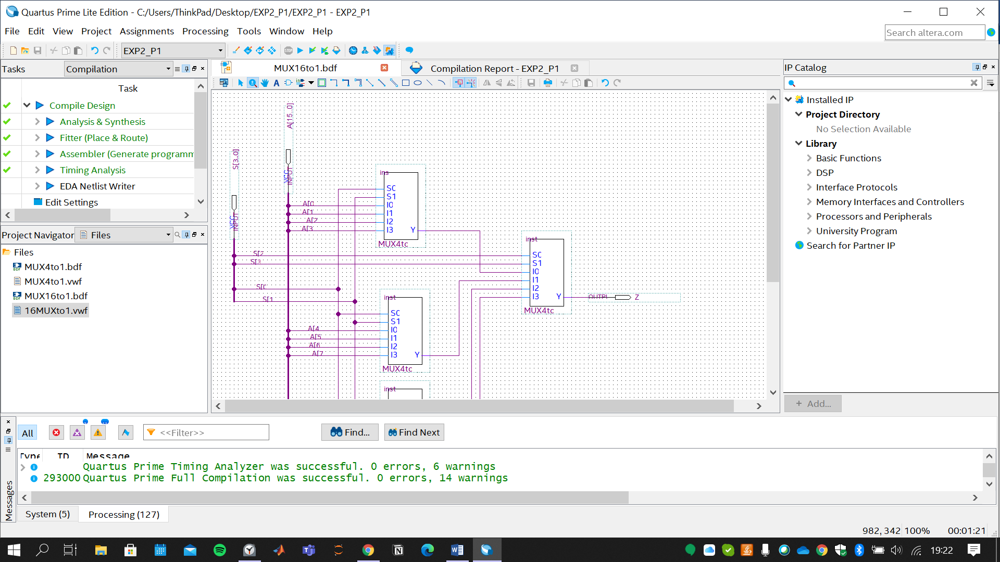 Quartus Prime Lite Edition - C:/Users/ThinkPad/Desktop/EXP2_P1/EXP2_P1 - EXP2_P1
File Edit View Project Assignments Processing Tools Window Help
Search altera.com
EXP2_P1
Tasks Compilation
Task
Compile Design
Analysis & Synthesis
Fitter (Place & Route)
Assembler (Generate programm
Timing Analysis
EDA Netlist Writer
Edit Settings
Project Navigator Files
Files
MUX4to1.bdf
MUX4to1.vwf
MUX16to1.bdf
16MUXto1.vwf
MUX16to1.bdf
Compilation Report - EXP2_P1
A[15..0]
VCC
INPUT
S[3..0]
VCC
INPUT
ins
S0
S1
A[0 I0
A[1 I1
A[2 I2
A[3 I3 Y
MUX4to
S[2
S[3
S[0
S[1
inst
S0
S1
I0
I1
I2
I3 Y
MUX4to
OUTPU Z
inst
S0
S1
A[4 I0
A[5 I1
A[6 I2
A[7 I3 Y
MUX4to
inst
IP Catalog
Installed IP
Project Directory
No Selection Available
Library
Basic Functions
DSP
Interface Protocols
Memory Interfaces and Controllers
Processors and Peripherals
University Program
Search for Partner IP
+ Add...
Messages
All
<<Filter>>
Find...
Find Next
Type ID Message
Quartus Prime Timing Analyzer was successful. 0 errors, 6 warnings
293000 Quartus Prime Full Compilation was successful. 0 errors, 14 warnings
System (5) Processing (127)
982, 342 100% 00:01:21
19:22